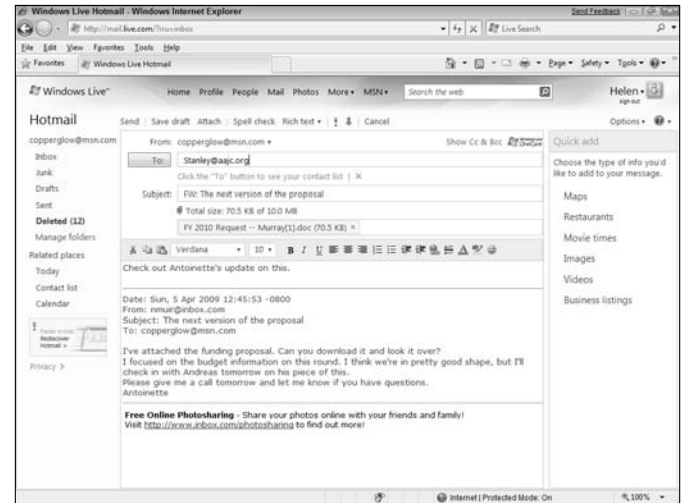 Windows Live Hotmail - Windows Internet Explorer
Send Feedback
http://mail.live.com/?rru=inbox
Live Search
File Edit View Favorites Tools Help
Favorites Windows Live Hotmail
Page Safety Tools
Windows Live™ Home Profile People Mail Photos More MSN Search the web Helen
sign out
Hotmail Send Save draft Attach Spell check Rich text Cancel Options
copperglow@msn.com
Inbox
Junk
Drafts
Sent
Deleted (12)
Manage folders
Related places
Today
Contact list
Calendar
Rediscover
Hotmail »
Privacy
From: copperglow@msn.com Show Cc & Bcc
To: Stanley@aajc.org
Click the "To" button to see your contact list | X
Subject: FW: The next version of the proposal
Total size: 70.5 KB of 10.0 MB
FY 2010 Request -- Murray(1).doc (70.5 KB) ×
Verdana 10 B I U
Check out Antoinette's update on this.
Date: Sun, 5 Apr 2009 12:45:53 -0800
From: nmuir@inbox.com
Subject: The next version of the proposal
To: copperglow@msn.com
I've attached the funding proposal. Can you download it and look it over?
I focused on the budget information on this round. I think we're in pretty good shape, but I'll
check in with Andreas tomorrow on his piece of this.
Please give me a call tomorrow and let me know if you have questions.
Antoinette
Free Online Photosharing - Share your photos online with your friends and family!
Visit http://www.inbox.com/photosharing to find out more!
Quick add
Choose the type of info you'd
like to add to your message.
Maps
Restaurants
Movie times
Images
Videos
Business listings
Internet | Protected Mode: On 100%